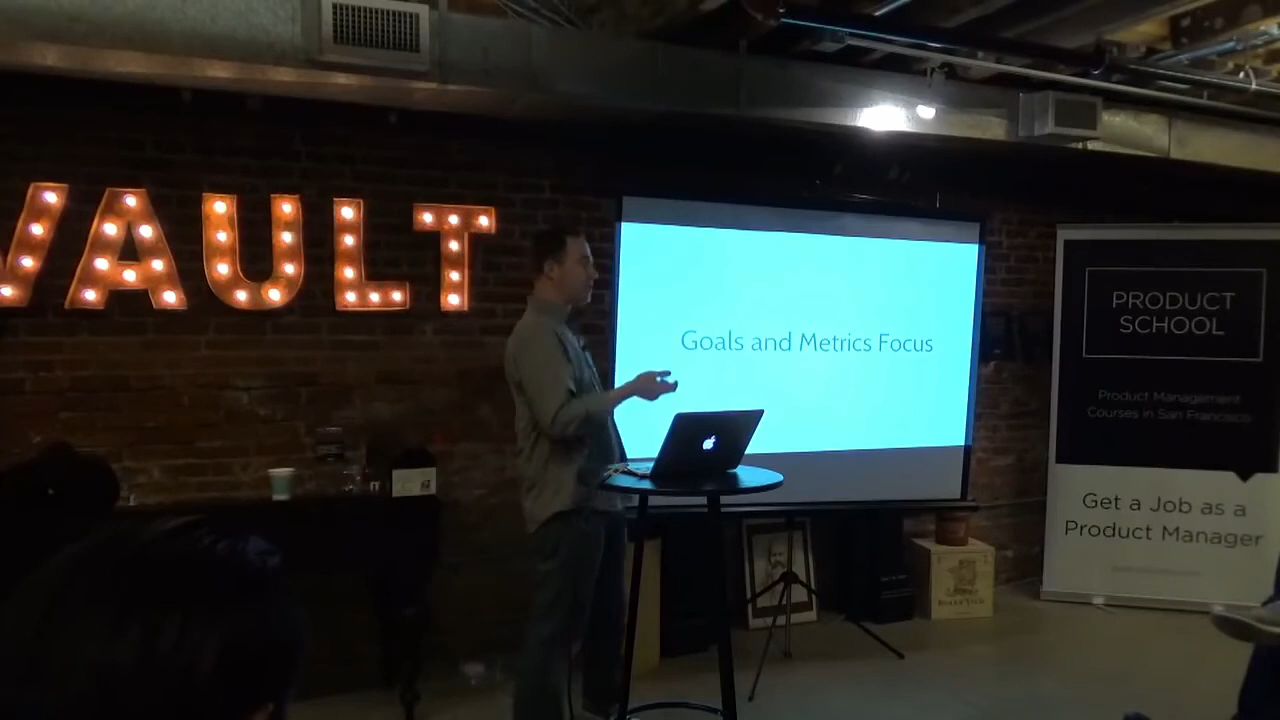 VAULT
Goals and Metrics Focus
PRODUCT
SCHOOL
Product Management
Courses in San Francisco
Get a Job as a
Product Manager